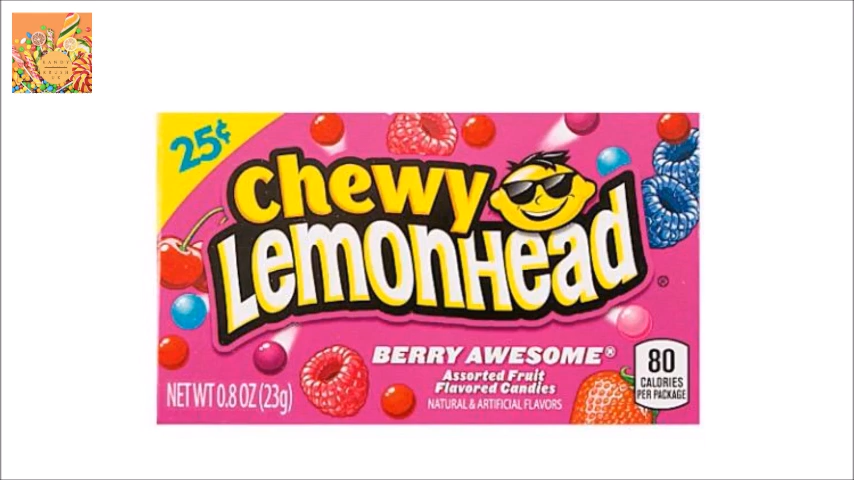 25¢
chewy
LEMONHEAD®
BERRY AWESOME®
Assorted Fruit
Flavored Candies
NATURAL & ARTIFICIAL FLAVORS
NET WT 0.8 OZ (23g)
80
CALORIES
PER PACKAGE